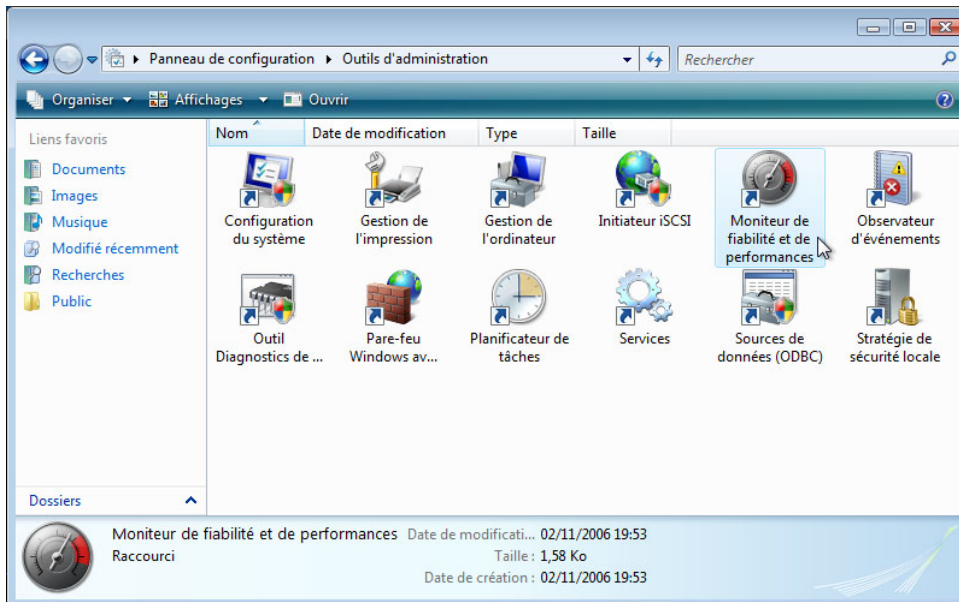 Panneau de configuration Outils d'administration
Rechercher
Organiser Affichages Ouvrir
Liens favoris
Documents
Images
Musique
Modifié récemment
Recherches
Public
Dossiers
Nom Date de modification Type Taille
Configuration
du système
Gestion de
l'impression
Gestion de
l'ordinateur
Initiateur iSCSI
Moniteur de
fiabilité et de
performances
Observateur
d'événements
Outil
Diagnostics de ...
Pare-feu
Windows av...
Planificateur de
tâches
Services
Sources de
données (ODBC)
Stratégie de
sécurité locale
Moniteur de fiabilité et de performances Date de modificati... 02/11/2006 19:53
Raccourci Taille : 1,58 Ko
Date de création : 02/11/2006 19:53